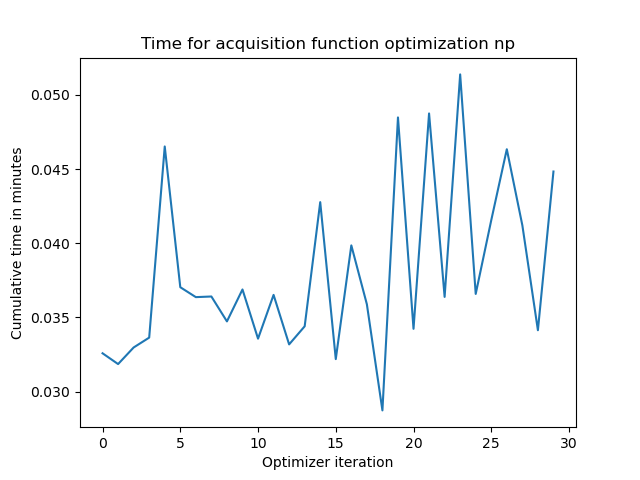 Time for acquisition function optimization np
Cumulative time in minutes
0.050
0.045
0.040
0.035
0.030
0 5 10 15 20 25 30
Optimizer iteration